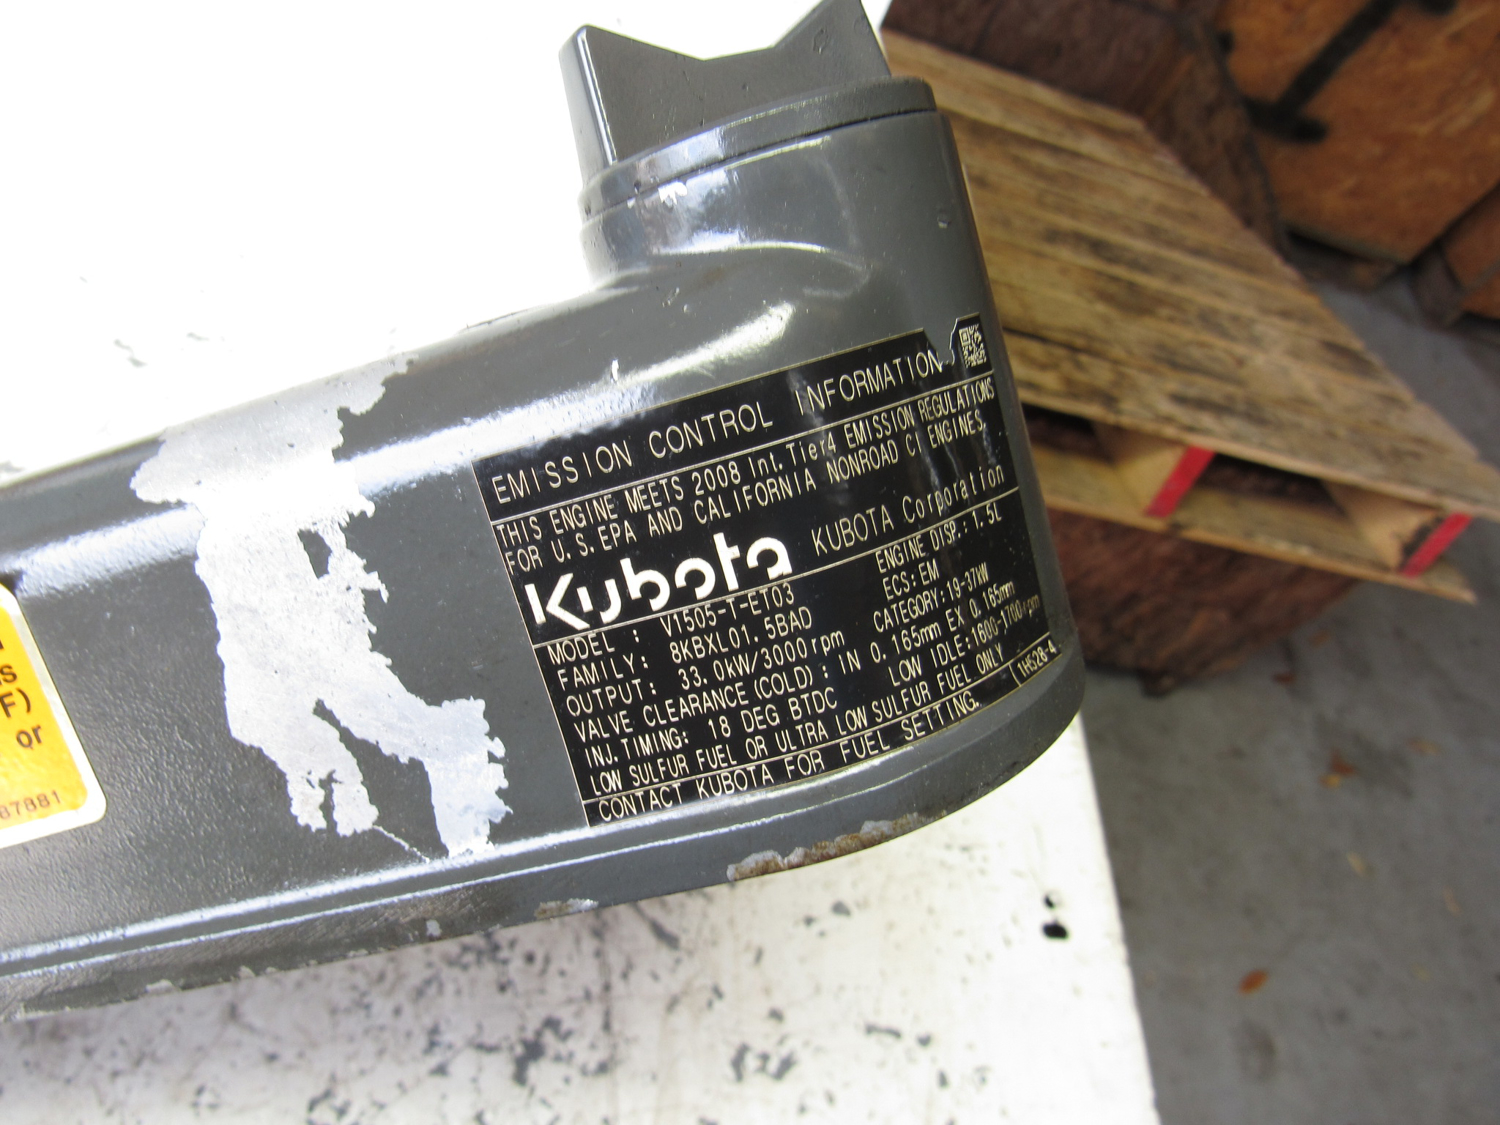 EMISSION CONTROL INFORMATION
THIS ENGINE MEETS 2008 Int. Tier4 EMISSION REGULATIONS
FOR U.S. EPA AND CALIFORNIA NONROAD CI ENGINES.
Kubota KUBOTA Corporation
MODEL : V1505-T-ET03 ENGINE DISP.: 1.5L
FAMILY: 8KBXL01.5BAD ECS: EM
OUTPUT: 33.0kW/3000rpm CATEGORY: 19-37kW
VALVE CLEARANCE (COLD) : IN 0.165mm EX 0.165mm
INJ. TIMING: 18 DEG BTDC LOW IDLE: 1600-1700rpm
LOW SULFUR FUEL OR ULTRA LOW SULFUR FUEL ONLY
CONTACT KUBOTA FOR FUEL SETTING. 1H528-4
F)
or
87881